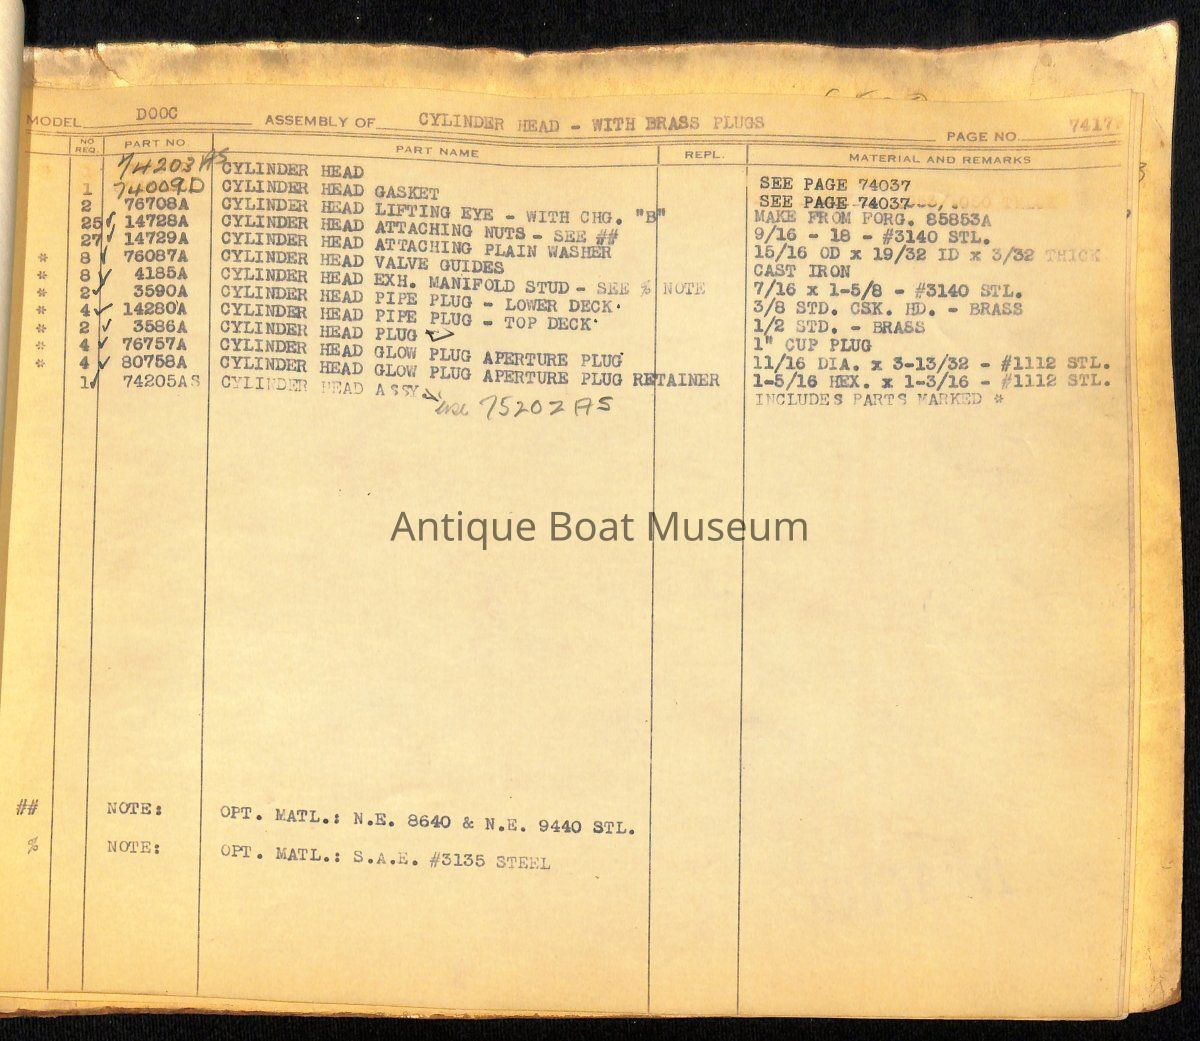 MODEL D00C ASSEMBLY OF CYLINDER HEAD - WITH BRASS PLUGS PAGE NO. 7417
NO REQ. PART NO PART NAME REPL. MATERIAL AND REMARKS
74203AS CYLINDER HEAD SEE PAGE 74037
1 74009D CYLINDER HEAD GASKET SEE PAGE 74037
2 76708A CYLINDER HEAD LIFTING EYE - WITH CHG. "B" MAKE FROM FORG. 85853A
25 ✓ 14728A CYLINDER HEAD ATTACHING NUTS - SEE ## 9/16 - 18 - #3140 STL.
27 ✓ 14729A CYLINDER HEAD ATTACHING PLAIN WASHER 15/16 OD x 19/32 ID x 3/32 THICK
* 8 ✓ 76087A CYLINDER HEAD VALVE GUIDES CAST IRON
* 8 ✓ 4185A CYLINDER HEAD EXH. MANIFOLD STUD - SEE % NOTE 7/16 x 1-5/8 - #3140 STL.
* 2 ✓ 3590A CYLINDER HEAD PIPE PLUG - LOWER DECK 3/8 STD. CSK. HD. - BRASS
* 4 ✓ 14280A CYLINDER HEAD PIPE PLUG - TOP DECK 1/2 STD. - BRASS
* 2 ✓ 3586A CYLINDER HEAD PLUG 1" CUP PLUG
* 4 ✓ 76757A CYLINDER HEAD GLOW PLUG APERTURE PLUG 11/16 DIA. x 3-13/32 - #1112 STL.
* 4 ✓ 80758A CYLINDER HEAD GLOW PLUG APERTURE PLUG RETAINER 1-5/16 HEX. x 1-3/16 - #1112 STL.
1 ✓ 74205AS CYLINDER HEAD ASSY. INCLUDES PARTS MARKED *
use 75202AS
Antique Boat Museum
## NOTE: OPT. MATL.: N.E. 8640 & N.E. 9440 STL.
% NOTE: OPT. MATL.: S.A.E. #3135 STEEL